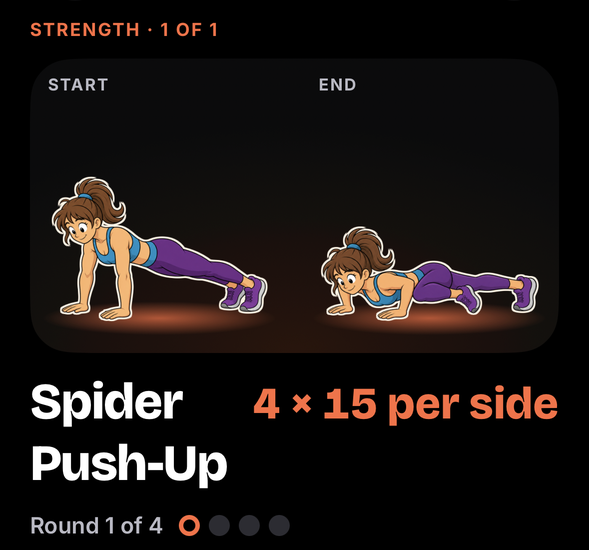 STRENGTH · 1 OF 1
START
END
Spider Push-Up
4 × 15 per side
Round 1 of 4